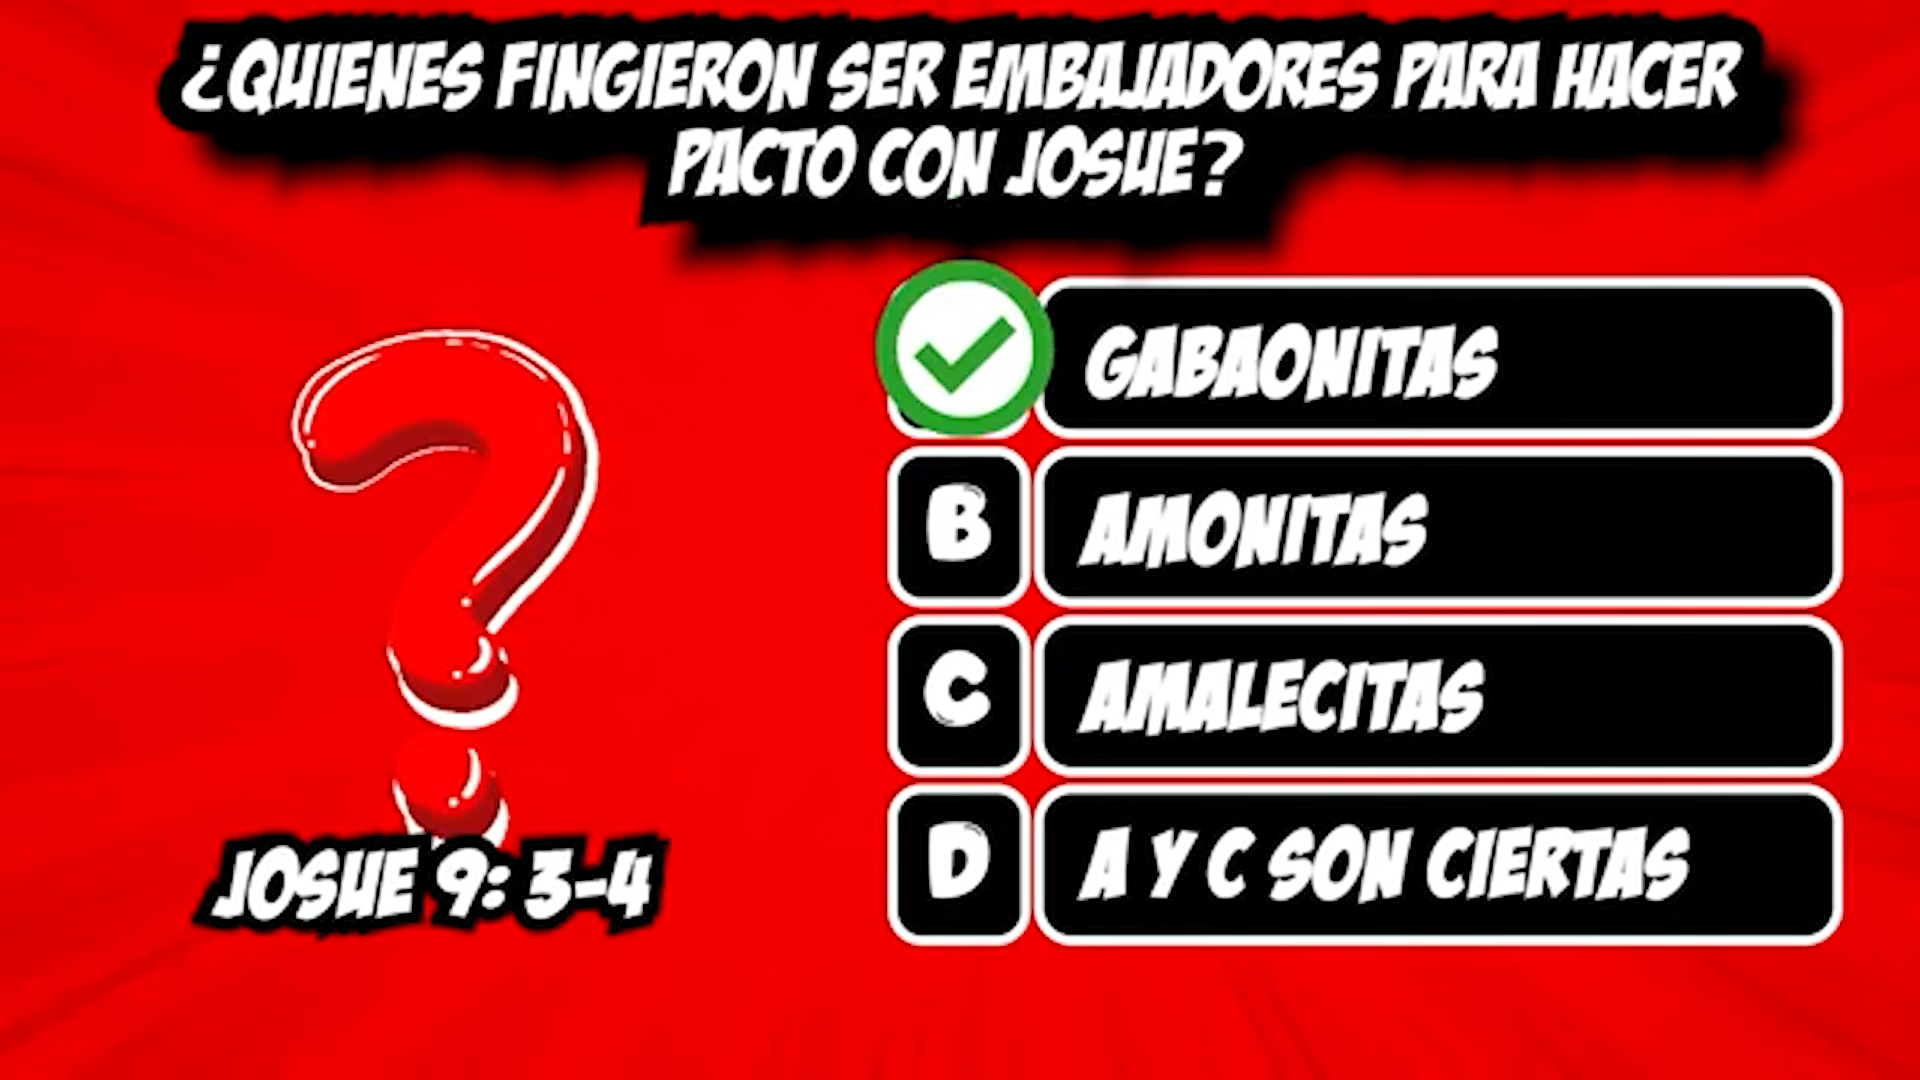 ¿QUIENES FINGIERON SER EMBAJADORES PARA HACER
PACTO CON JOSUE?
GABAONITAS
B
AMONITAS
C
AMALECITAS
D
A Y C SON CIERTAS
JOSUE 9: 3-4